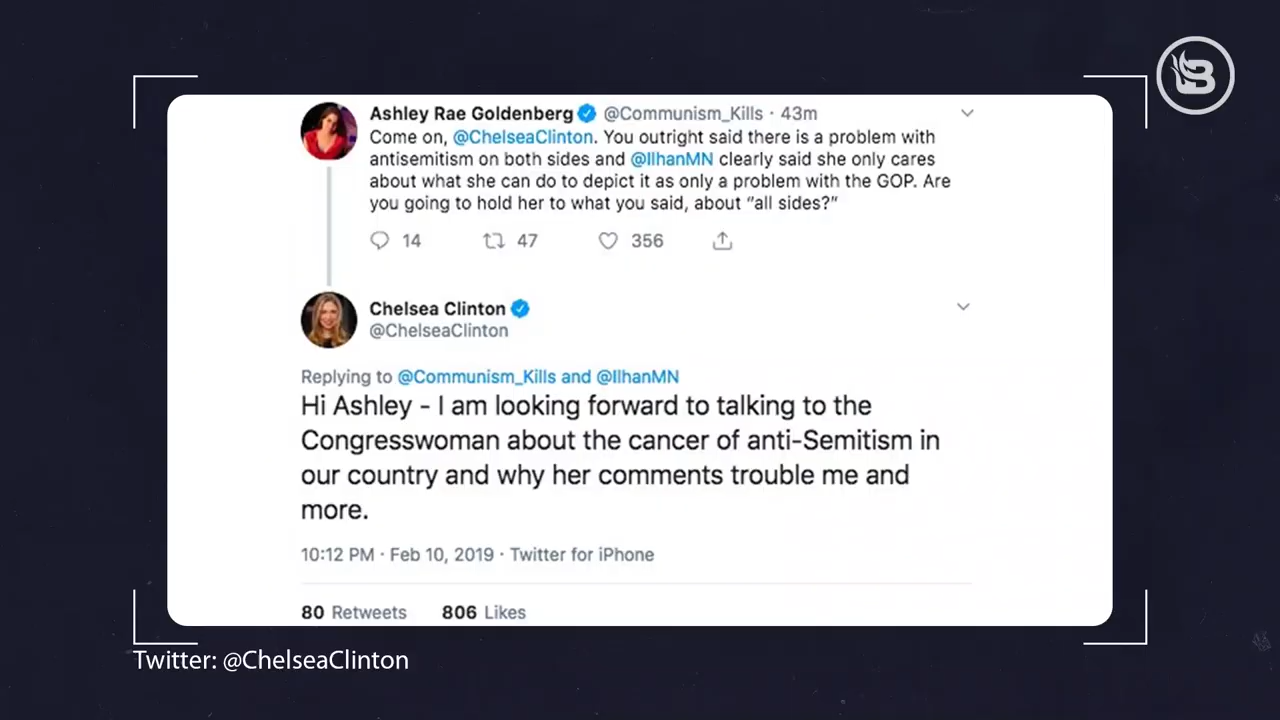 Ashley Rae Goldenberg @Communism_Kills · 43m
Come on, @ChelseaClinton. You outright said there is a problem with
antisemitism on both sides and @IlhanMN clearly said she only cares
about what she can do to depict it as only a problem with the GOP. Are
you going to hold her to what you said, about “all sides?”
14 47 356
Chelsea Clinton
@ChelseaClinton
Replying to @Communism_Kills and @IlhanMN
Hi Ashley - I am looking forward to talking to the
Congresswoman about the cancer of anti-Semitism in
our country and why her comments trouble me and
more.
10:12 PM · Feb 10, 2019 · Twitter for iPhone
80 Retweets 806 Likes
Twitter: @ChelseaClinton
B